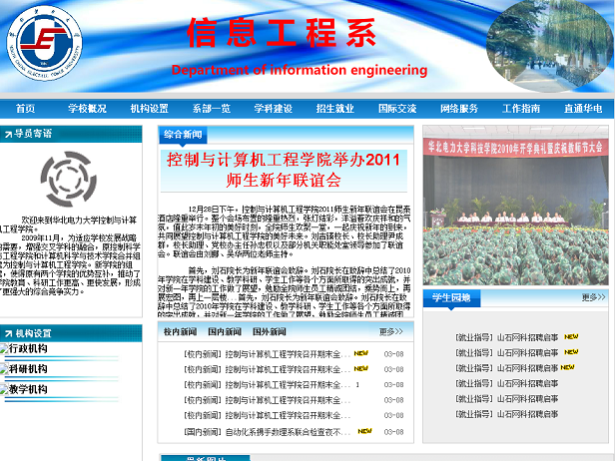 信息工程系
Department of information engineering
首页 学校概况 机构设置 系部一览 学科建设 招生就业 国际交流 网络服务 工作指南 直通华电
导员寄语
欢迎来到华北电力大学控制与计算
机工程学院。
2009年11月，为适应学校发展战略
的需要，增强交叉学科的融合，原控制科学
与工程学院和计算机科学与技术学院合并组
建为控制与计算机工程学院。新学院的组
建，使得原有两个学院的优势互补，推动了
学院教育、科研工作更富、更快发展，形成
了更强大的综合竞争实力。
机构设置
行政机构
科研机构
教学机构
综合新闻
控制与计算机工程学院举办2011
师生新年联谊会
12月28日下午，控制与计算机工程学院2011师生新年联谊会在昆泰
酒店隆重举行。整个会场布置的隆重热烈，张灯结彩，洋溢着欢庆祥和的气
氛，值此岁末年初的美好时刻，全院师生欢聚一堂，一起庆祝新年的到来，
共同展望控制与计算机工程学院的美好未来。刘吉臻校长，校长助理尹成
群，校长助理、党校办主任孙忠权以及部分机关职能处室领导参加了联谊
会。联谊会由刘娜、吴华两位老师主持。
首先，刘石院长为新年联谊会致辞。刘石院长在致辞中总结了2010
年学院在学科建设、教学科研、学生工作等各个方面所取得的突出成就，并
对新一年学院的工作做了展望，激励全院师生员工精诚团结，乘势而上，再
展宏图，再上一层楼...首先，刘石院长为新年联谊会致辞。刘石院长在致
辞中总结了2010年学院在学科建设、教学科研、学生工作等各个方面所取得
的突出成就，并对新一年学院的工作做了展望，激励全院师生员工精诚团
校内新闻 国内新闻 国外新闻 更多>>
[校内新闻] 控制与计算机工程学院召开期末全... NEW 03-08
[校内新闻] 控制与计算机工程学院召开期末全... 1 03-08
[校内新闻] 控制与计算机工程学院召开期末全... NEW 03-08
[校内新闻] 控制与计算机工程学院召开期末全... 03-08
[校内新闻] 控制与计算机工程学院召开期末全... 03-08
[国内新闻] 自动化系携手数理系联合检查夜不... NEW 03-08
华北电力大学科技学院2010年开学典礼暨庆祝教师节大会
学生园地 更多>>
[就业指导] 山石网科招聘启事 NEW
[就业指导] 山石网科招聘启事 NEW
[就业指导] 山石网科招聘启事 NEW
[就业指导] 山石网科招聘启事
[就业指导] 山石网科招聘启事
[就业指导] 山石网科招聘启事